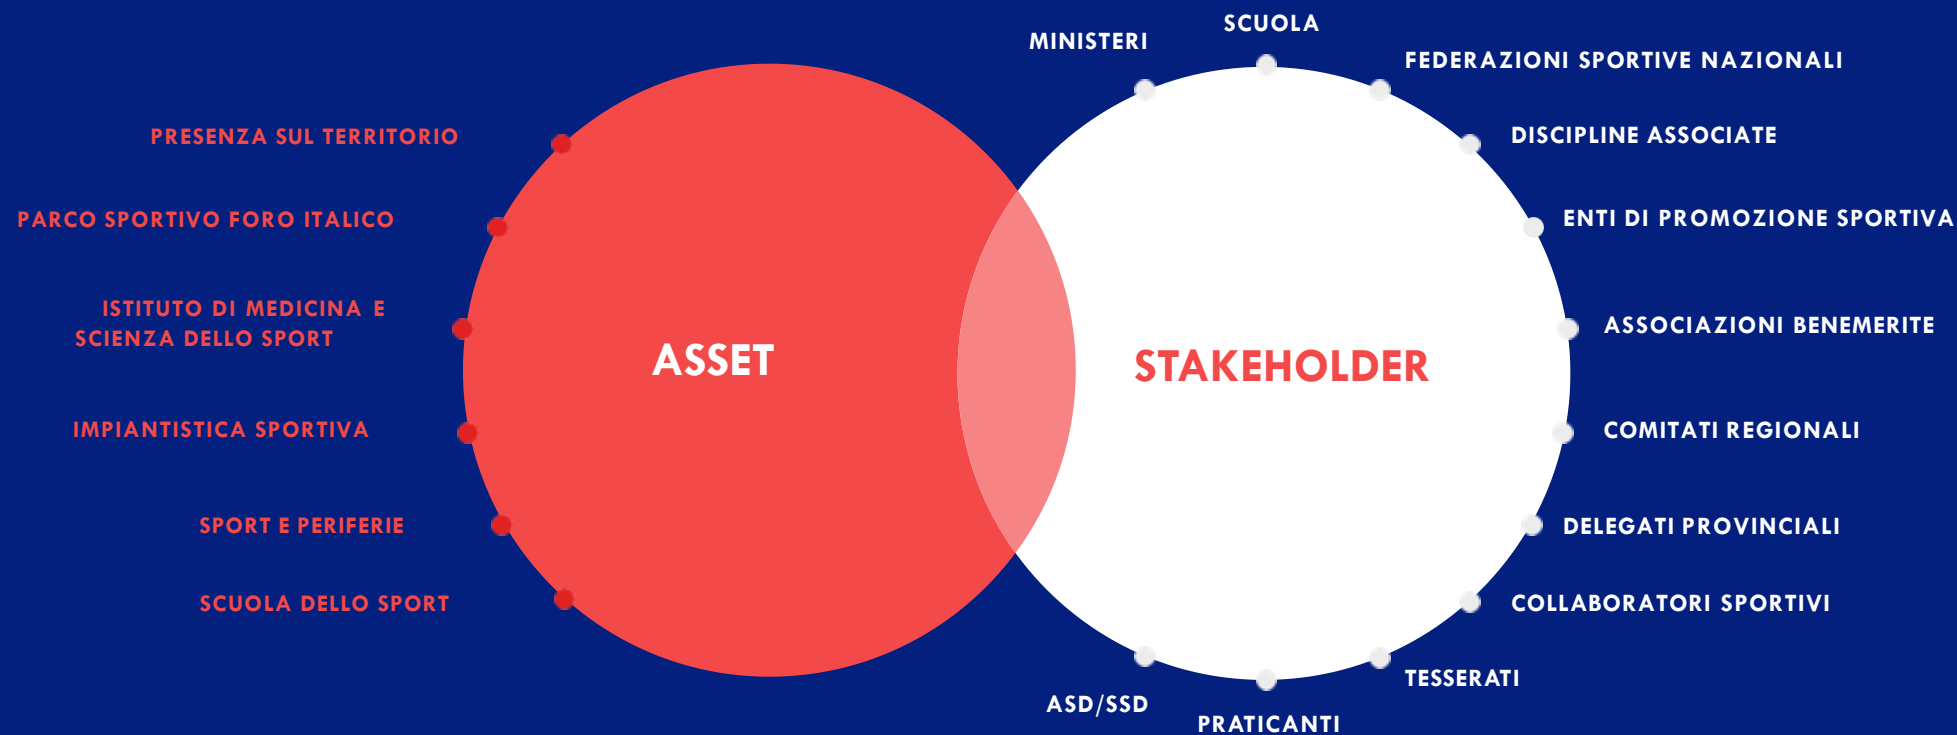 PRESENZA SUL TERRITORIO
PARCO SPORTIVO FORO ITALICO
ISTITUTO DI MEDICINA E
SCIENZA DELLO SPORT
IMPIANTISTICA SPORTIVA
SPORT E PERIFERIE
SCUOLA DELLO SPORT
ASSET
STAKEHOLDER
MINISTERI
SCUOLA
FEDERAZIONI SPORTIVE NAZIONALI
DISCIPLINE ASSOCIATE
ENTI DI PROMOZIONE SPORTIVA
ASSOCIAZIONI BENEMERITE
COMITATI REGIONALI
DELEGATI PROVINCIALI
COLLABORATORI SPORTIVI
TESSERATI
PRATICANTI
ASD/SSD